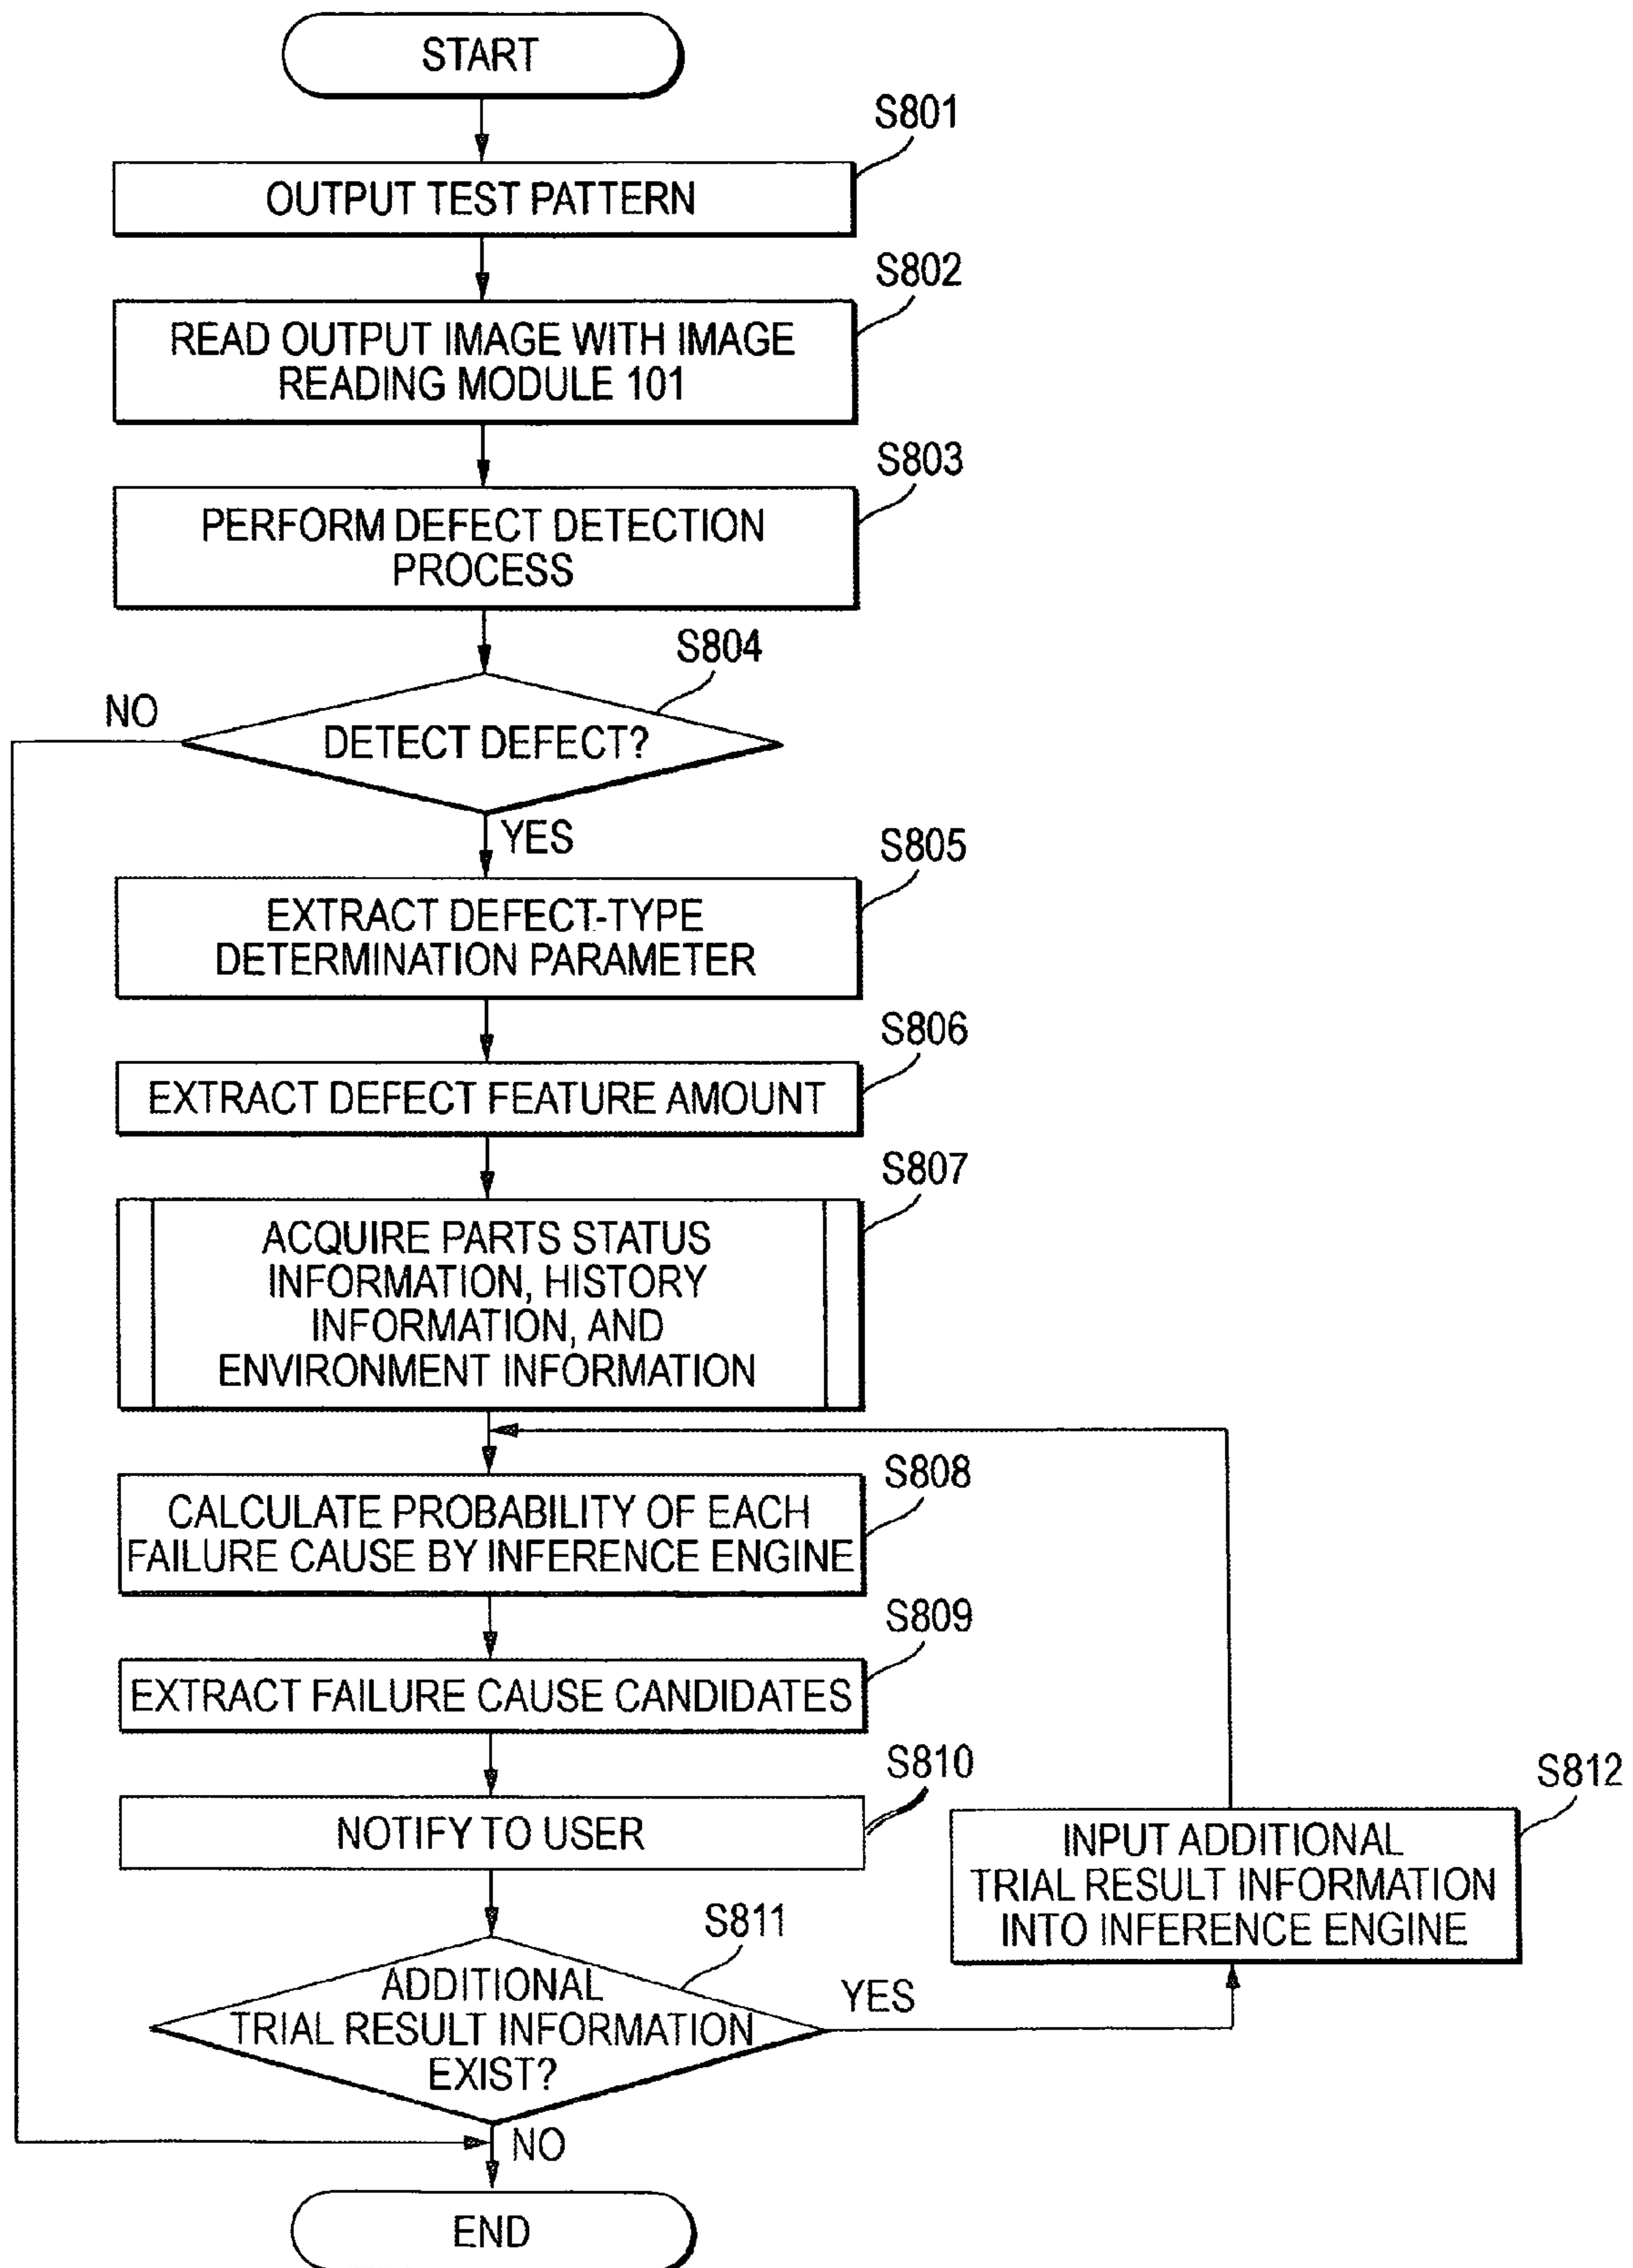 START
S801
OUTPUT TEST PATTERN
S802
READ OUTPUT IMAGE WITH IMAGE
READING MODULE 101
S803
PERFORM DEFECT DETECTION
PROCESS
S804
NO
DETECT DEFECT?
YES
S805
EXTRACT DEFECT-TYPE
DETERMINATION PARAMETER
S806
EXTRACT DEFECT FEATURE AMOUNT
S807
ACQUIRE PARTS STATUS
INFORMATION, HISTORY
INFORMATION, AND
ENVIRONMENT INFORMATION
S808
CALCULATE PROBABILITY OF EACH
FAILURE CAUSE BY INFERENCE ENGINE
S809
EXTRACT FAILURE CAUSE CANDIDATES
S810
NOTIFY TO USER
S812
INPUT ADDITIONAL
TRIAL RESULT INFORMATION
INTO INFERENCE ENGINE
S811
ADDITIONAL
TRIAL RESULT INFORMATION
EXIST?
YES
NO
END